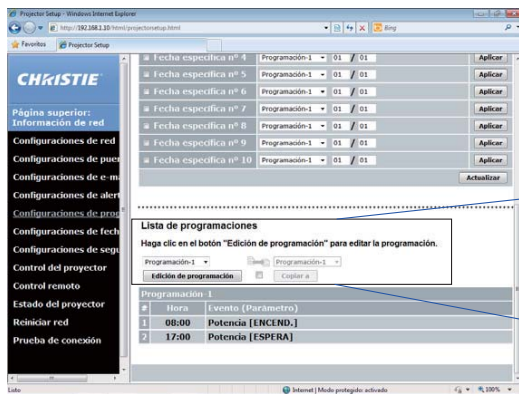 Projector Setup - Windows Internet Explorer
http://192.168.1.10/html/projectorsetup.html
Bing
Favoritos Projector Setup
CHRISTIE
Página superior:
Información de red
Configuraciones de red
Configuraciones de puer
Configuraciones de e-ma
Configuraciones de alert
Configuraciones de prog
Configuraciones de fech
Configuraciones de segu
Control del proyector
Control remoto
Estado del proyector
Reiniciar red
Prueba de conexión
Fecha específica nº 4 Programación-1 01 / 01 Aplicar
Fecha específica nº 5 Programación-1 01 / 01 Aplicar
Fecha específica nº 6 Programación-1 01 / 01 Aplicar
Fecha específica nº 7 Programación-1 01 / 01 Aplicar
Fecha específica nº 8 Programación-1 01 / 01 Aplicar
Fecha específica nº 9 Programación-1 01 / 01 Aplicar
Fecha específica nº 10 Programación-1 01 / 01 Aplicar
Actualizar
Lista de programaciones
Haga clic en el botón "Edición de programación" para editar la programación.
Programación-1 Programación-1
Edición de programación Copiar a
Programación-1
# Hora Evento (Parámetro)
1 08:00 Potencia [ENCEND.]
2 17:00 Potencia [ESPERA]
Listo Internet | Modo protegido: activado 100%